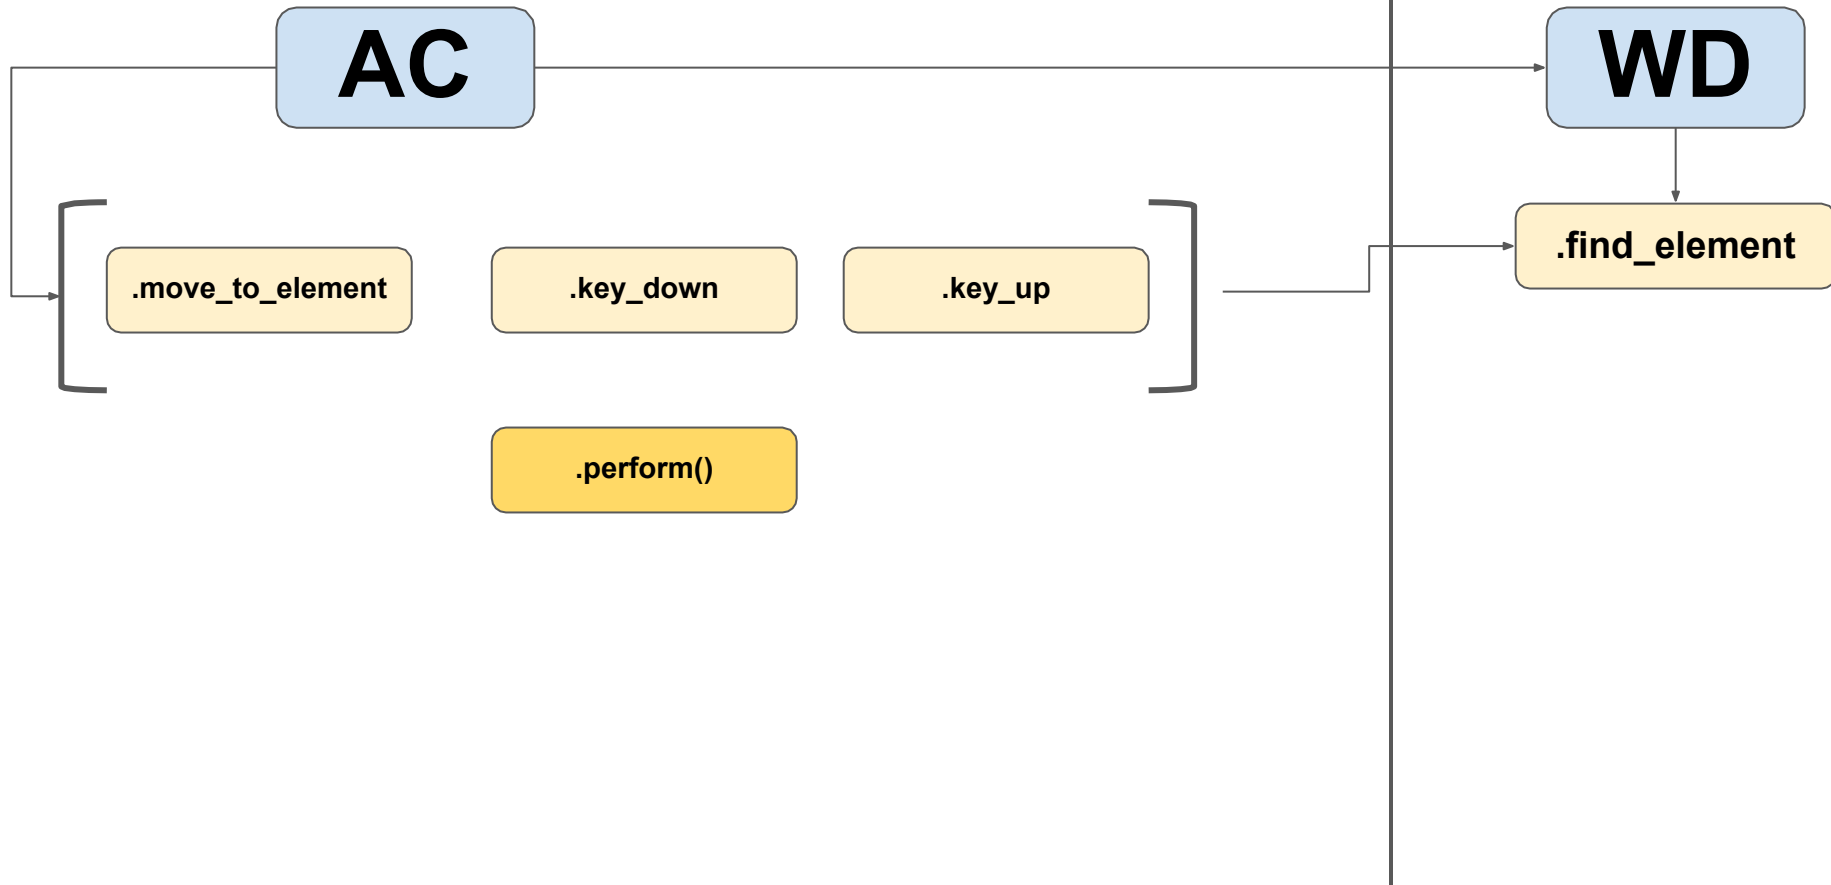 AC
WD
.find_element
.move_to_element
.key_down
.key_up
.perform()